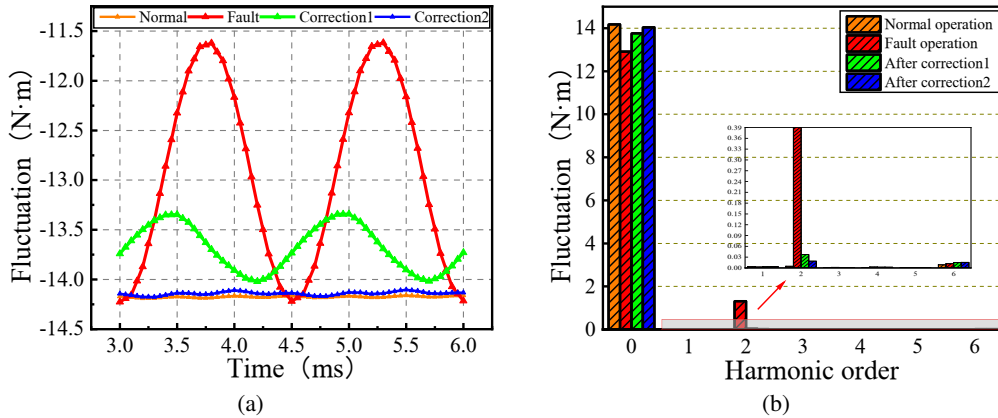 Normal Fault Correction1 Correction2
-11.5
-12.0
-12.5
-13.0
-13.5
-14.0
-14.5
Fluctuation (N·m)
3.0 3.5 4.0 4.5 5.0 5.5 6.0
Time (ms)
(a)
Normal operation
Fault operation
After correction1
After correction2
14
12
10
8
6
4
2
0
Fluctuation (N·m)
0.39
0.36
0.33
0.30
0.27
0.24
0.21
0.18
0.15
0.12
0.09
0.06
0.03
0.00
1 2 3 4 5 6
0 1 2 3 4 5 6
Harmonic order
(b)